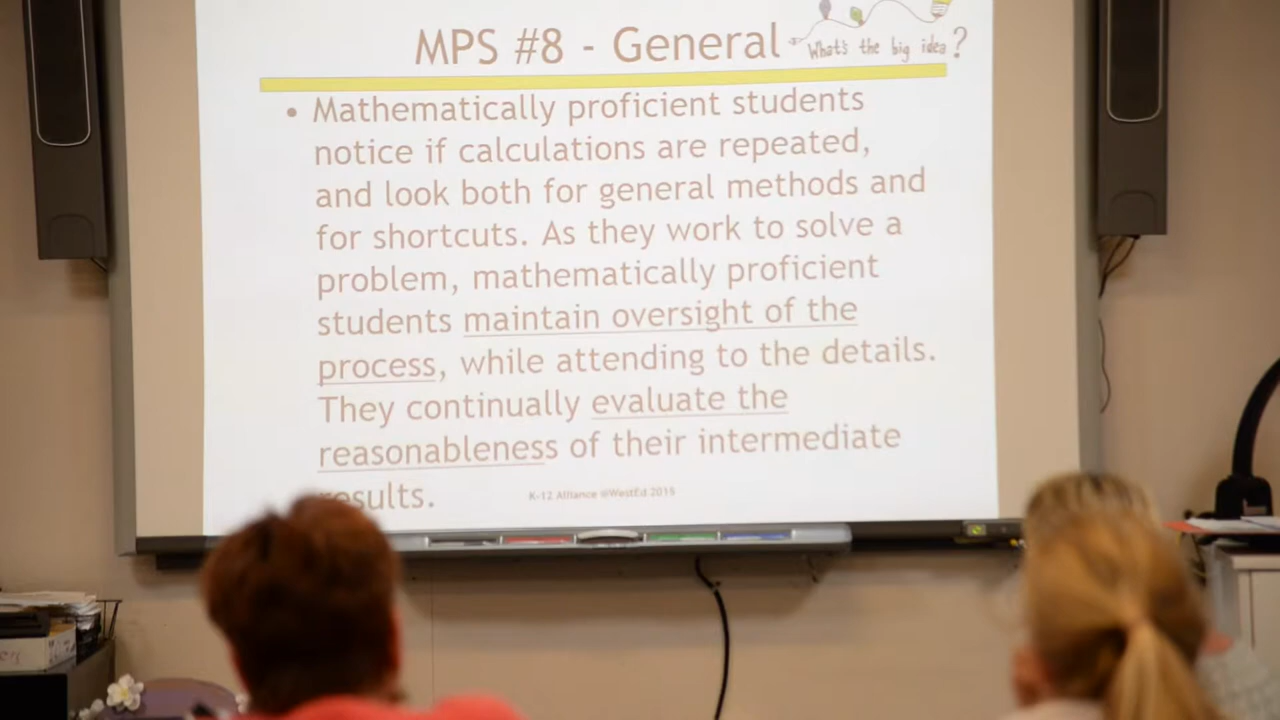 MPS #8 - General
What's the big idea?
• Mathematically proficient students
notice if calculations are repeated,
and look both for general methods and
for shortcuts. As they work to solve a
problem, mathematically proficient
students maintain oversight of the
process, while attending to the details.
They continually evaluate the
reasonableness of their intermediate
results.
K-12 Alliance @WestEd 2019